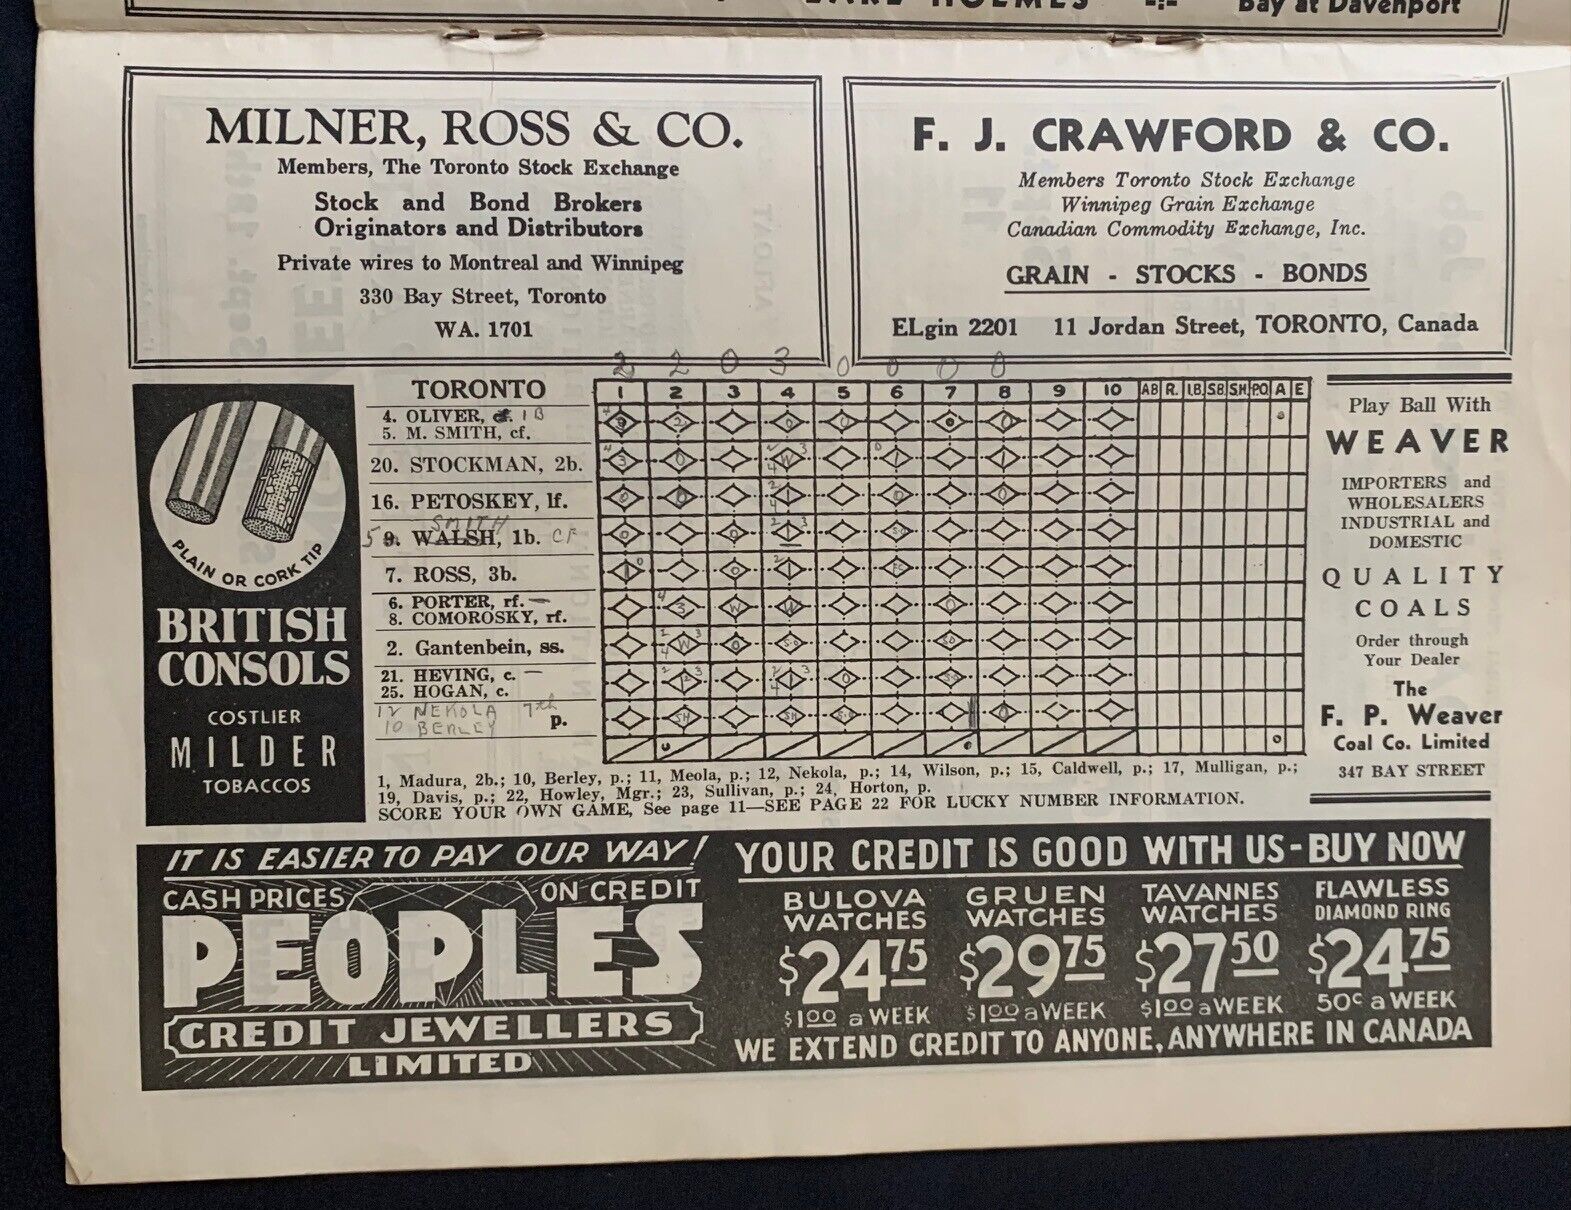 EARL HOLMES -:- Bay at Davenport
MILNER, ROSS & CO.
Members, The Toronto Stock Exchange
Stock and Bond Brokers
Originators and Distributors
Private wires to Montreal and Winnipeg
330 Bay Street, Toronto
WA. 1701
F. J. CRAWFORD & CO.
Members Toronto Stock Exchange
Winnipeg Grain Exchange
Canadian Commodity Exchange, Inc.
GRAIN - STOCKS - BONDS
ELgin 2201 11 Jordan Street, TORONTO, Canada
PLAIN OR CORK TIP
BRITISH
CONSOLS
COSTLIER
MILDER
TOBACCOS
2 2 0 3 0 0 0 0
TORONTO 1 2 3 4 5 6 7 8 9 10 AB R. 1B SB SH PO A E
4. OLIVER, cf. 1B
5. M. SMITH, cf.
20. STOCKMAN, 2b.
16. PETOSKEY, lf.
SMITH
5 9. WALSH, 1b. CF
7. ROSS, 3b.
6. PORTER, rf.
8. COMOROSKY, rf.
2. Gantenbein, ss.
21. HEVING, c.
25. HOGAN, c.
12 NEKOLA 7th
10 BERLEY p.
1, Madura, 2b.; 10, Berley, p.; 11, Meola, p.; 12, Nekola, p.; 14, Wilson, p.; 15, Caldwell, p.; 17, Mulligan, p.;
19, Davis, p.; 22, Howley, Mgr.; 23, Sullivan, p.; 24, Horton, p.
SCORE YOUR OWN GAME, See page 11—SEE PAGE 22 FOR LUCKY NUMBER INFORMATION.
Play Ball With
WEAVER
IMPORTERS and
WHOLESALERS
INDUSTRIAL and
DOMESTIC
QUALITY
COALS
Order through
Your Dealer
The
F. P. Weaver
Coal Co. Limited
347 BAY STREET
IT IS EASIER TO PAY OUR WAY!
CASH PRICES ON CREDIT
PEOPLES
CREDIT JEWELLERS
LIMITED
YOUR CREDIT IS GOOD WITH US - BUY NOW
BULOVA
WATCHES
$24.75
$1.00 a WEEK
GRUEN
WATCHES
$29.75
$1.00 a WEEK
TAVANNES
WATCHES
$27.50
$1.00 a WEEK
FLAWLESS
DIAMOND RING
$24.75
50c a WEEK
WE EXTEND CREDIT TO ANYONE, ANYWHERE IN CANADA